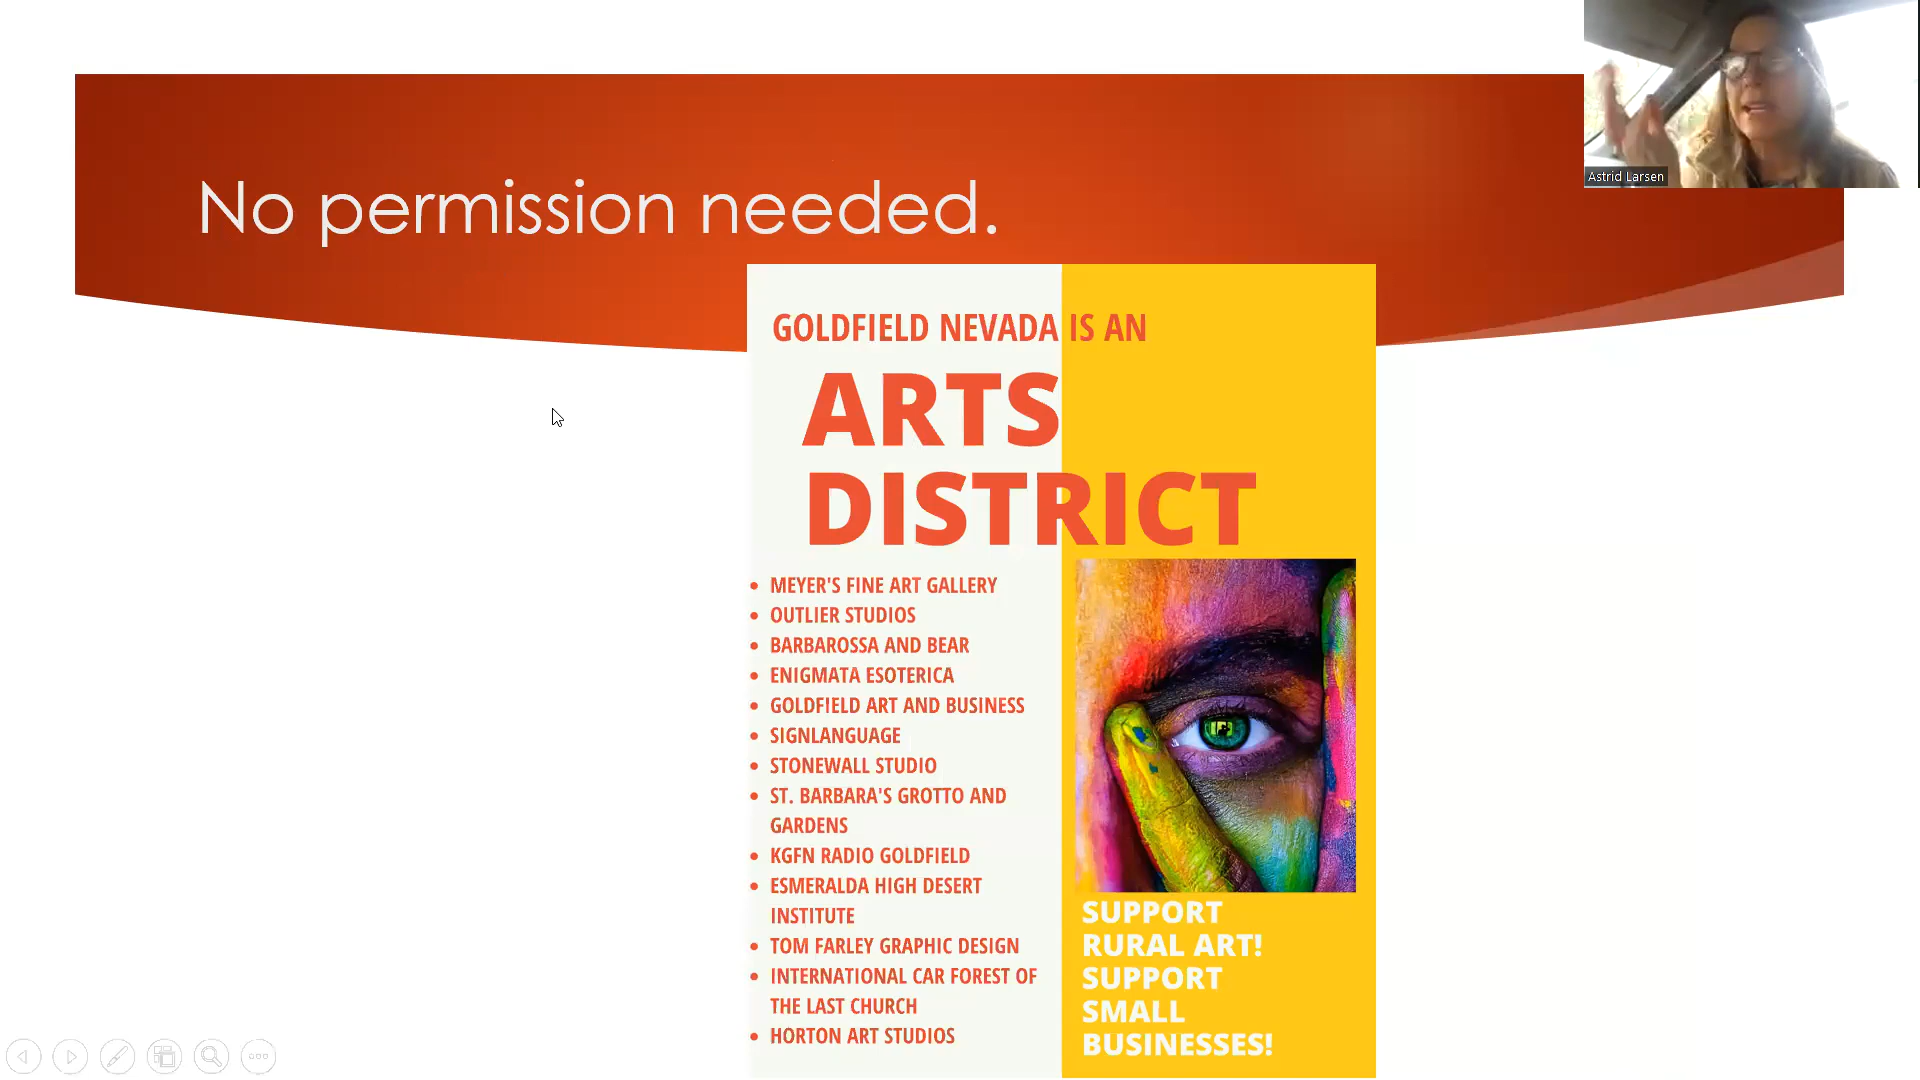 Astrid Larsen
No permission needed.
GOLDFIELD NEVADA IS AN
ARTS
DISTRICT
• MEYER'S FINE ART GALLERY
• OUTLIER STUDIOS
• BARBAROSSA AND BEAR
• ENIGMATA ESOTERICA
• GOLDFIELD ART AND BUSINESS
• SIGNLANGUAGE
• STONEWALL STUDIO
• ST. BARBARA'S GROTTO AND
GARDENS
• KGFN RADIO GOLDFIELD
• ESMERALDA HIGH DESERT
INSTITUTE
• TOM FARLEY GRAPHIC DESIGN
• INTERNATIONAL CAR FOREST OF
THE LAST CHURCH
• HORTON ART STUDIOS
SUPPORT
RURAL ART!
SUPPORT
SMALL
BUSINESSES!